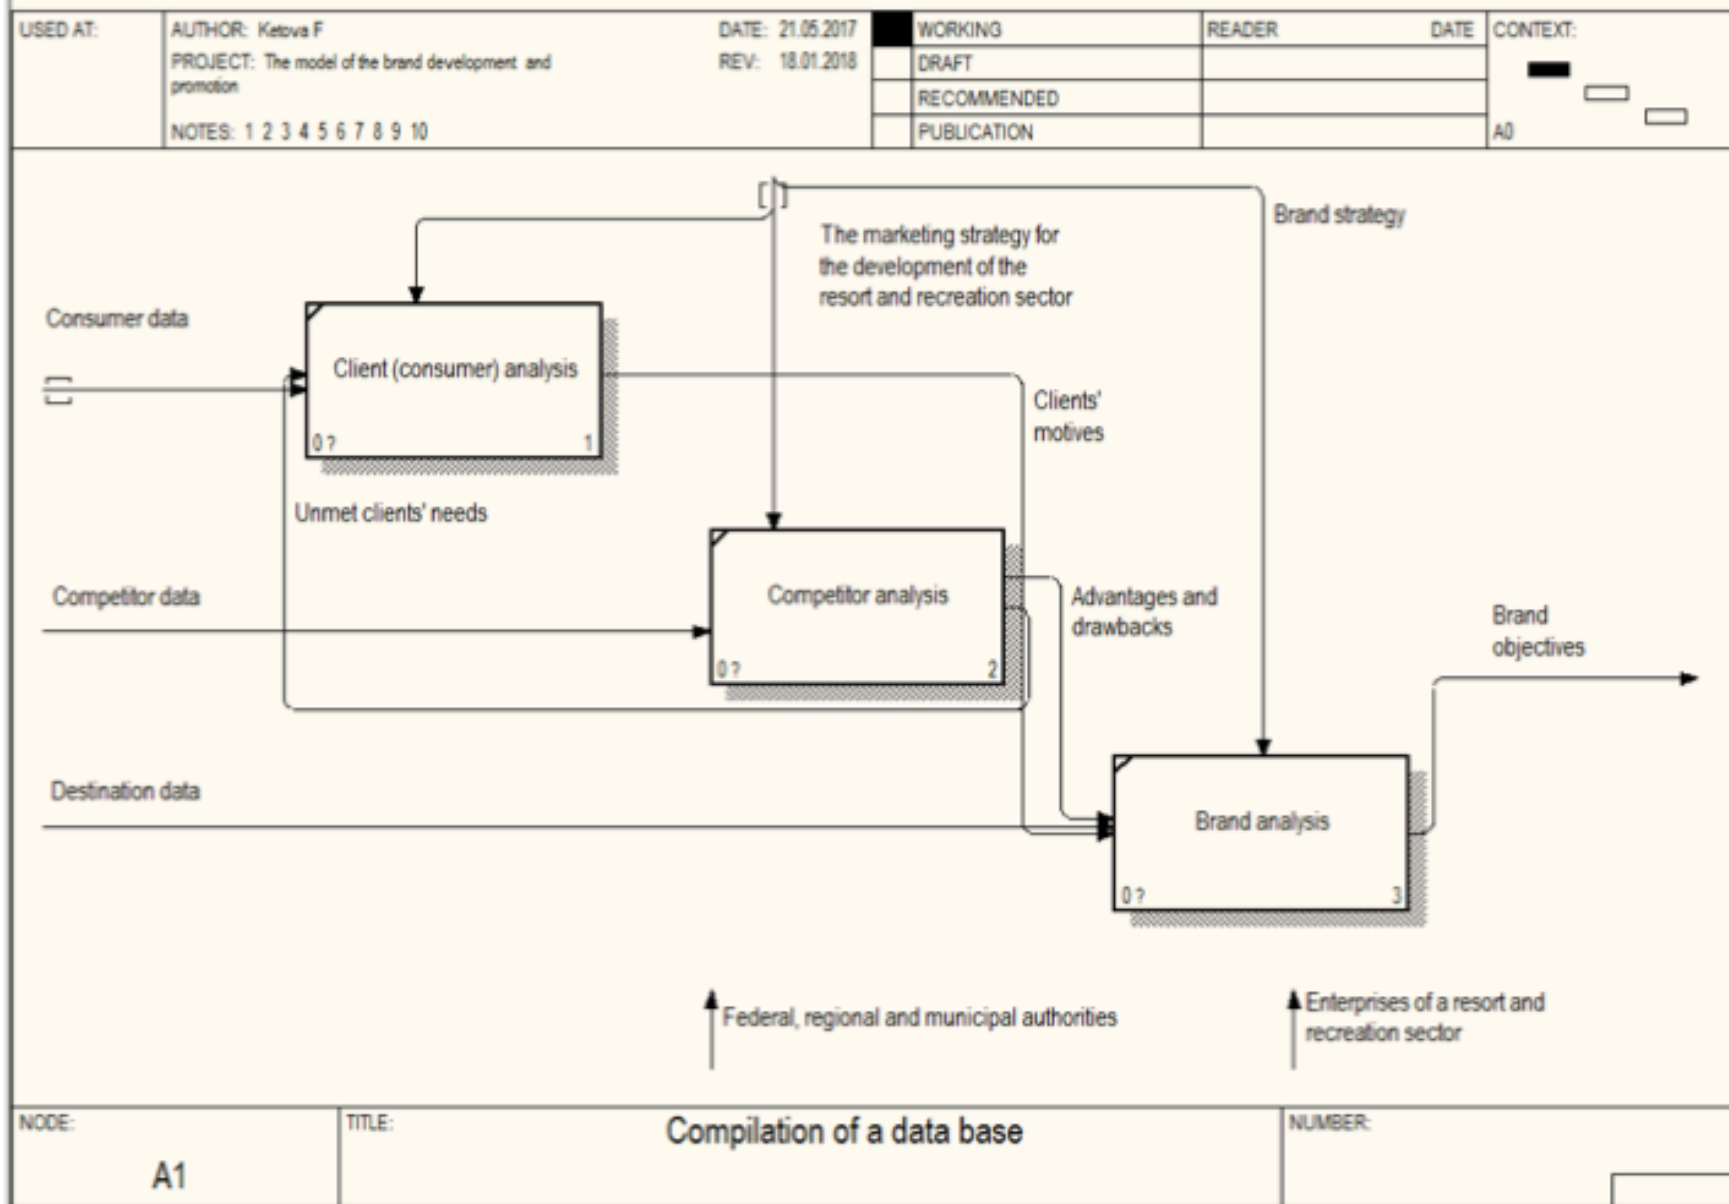 USED AT:
AUTHOR: Ketova F
DATE: 21.05.2017
PROJECT: The model of the brand development and
promotion
REV: 18.01.2018
NOTES: 1 2 3 4 5 6 7 8 9 10
WORKING
DRAFT
RECOMMENDED
PUBLICATION
READER
DATE
CONTEXT:
A0
Brand strategy
The marketing strategy for
the development of the
resort and recreation sector
Consumer data
Client (consumer) analysis
0 ?
1
Clients'
motives
Unmet clients' needs
Competitor data
Competitor analysis
0 ?
2
Advantages and
drawbacks
Brand
objectives
Destination data
Brand analysis
0 ?
3
Federal, regional and municipal authorities
Enterprises of a resort and
recreation sector
NODE:
A1
TITLE:
Compilation of a data base
NUMBER: